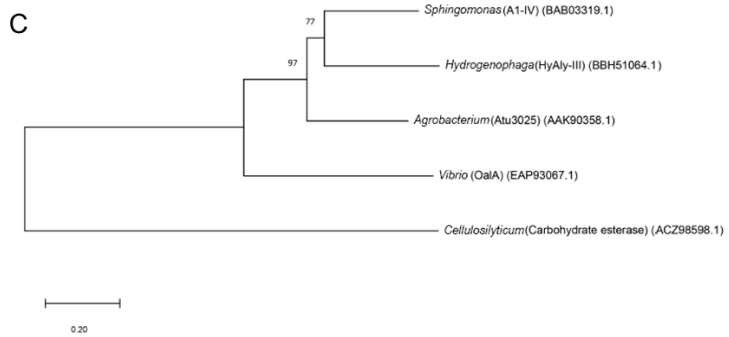 C
Sphingomonas(A1-IV) (BAB03319.1)
77
Hydrogenophaga(HyAly-III) (BBH51064.1)
97
Agrobacterium(Atu3025) (AAK90358.1)
Vibrio (OalA) (EAP93067.1)
Cellulosilyticum(Carbohydrate esterase) (ACZ98598.1)
0.20